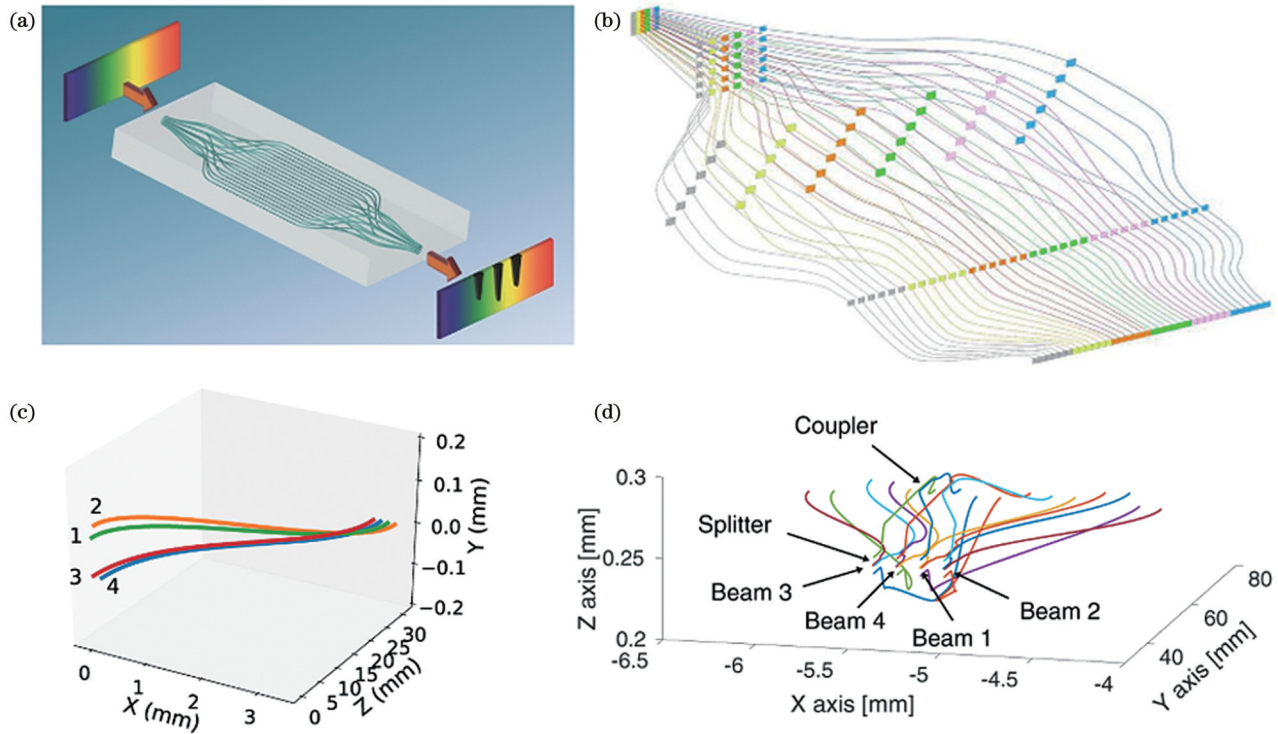 (a)
(b)
(c)
2
1
3
4
0.2
0.1
0.0
−0.1
−0.2
Y (mm)
0
1
2
3
X (mm)
0
5
10
15
20
25
30
Z (mm)
(d)
Coupler
Splitter
Beam 3
Beam 4
Beam 1
Beam 2
0.3
0.25
0.2
Z axis [mm]
-6.5
-6
-5.5
-5
-4.5
-4
X axis [mm]
40
60
80
Y axis [mm]